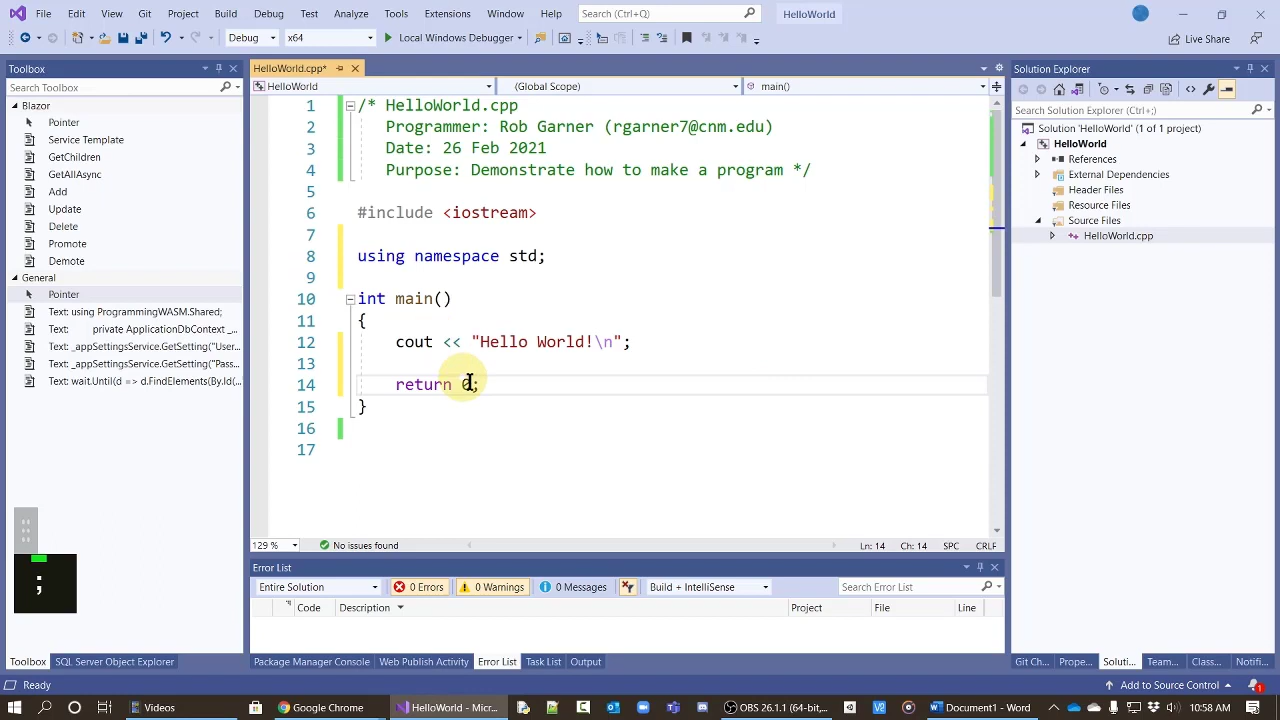 File Edit View Git Project Build Debug Test Analyze Tools Extensions Window Help Search (Ctrl+Q) HelloWorld
Debug x64 Local Windows Debugger Live Share
Toolbox
Search Toolbox
Blazor
Pointer
Service Template
GetChildren
GetAllAsync
Add
Update
Delete
Promote
Demote
General
Pointer
Text: using ProgrammingWASM.Shared;
Text: private ApplicationDbContext _...
Text: _appSettingsService.GetSetting("User...
Text: _appSettingsService.GetSetting("Pass...
Text: wait.Until(d => d.FindElements(By.Id(...
;
Toolbox SQL Server Object Explorer
HelloWorld.cpp*
HelloWorld (Global Scope) main()
1 /* HelloWorld.cpp
2 Programmer: Rob Garner (rgarner7@cnm.edu)
3 Date: 26 Feb 2021
4 Purpose: Demonstrate how to make a program */
5
6 #include <iostream>
7
8 using namespace std;
9
10 int main()
11 {
12 cout << "Hello World!\n";
13
14 return 0;
15 }
16
17
129 % No issues found Ln: 14 Ch: 14 SPC CRLF
Error List
Entire Solution 0 Errors 0 Warnings 0 Messages Build + IntelliSense Search Error List
Code Description Project File Line
Package Manager Console Web Publish Activity Error List Task List Output
Solution Explorer
Search Solution Explorer (Ctrl+;)
Solution 'HelloWorld' (1 of 1 project)
HelloWorld
References
External Dependencies
Header Files
Resource Files
Source Files
HelloWorld.cpp
Git Ch... Prope... Soluti... Team... Class... Notifi...
Ready Add to Source Control 1
Videos Google Chrome HelloWorld - Micr... OBS 26.1.1 (64-bit,... Document1 - Word 10:58 AM